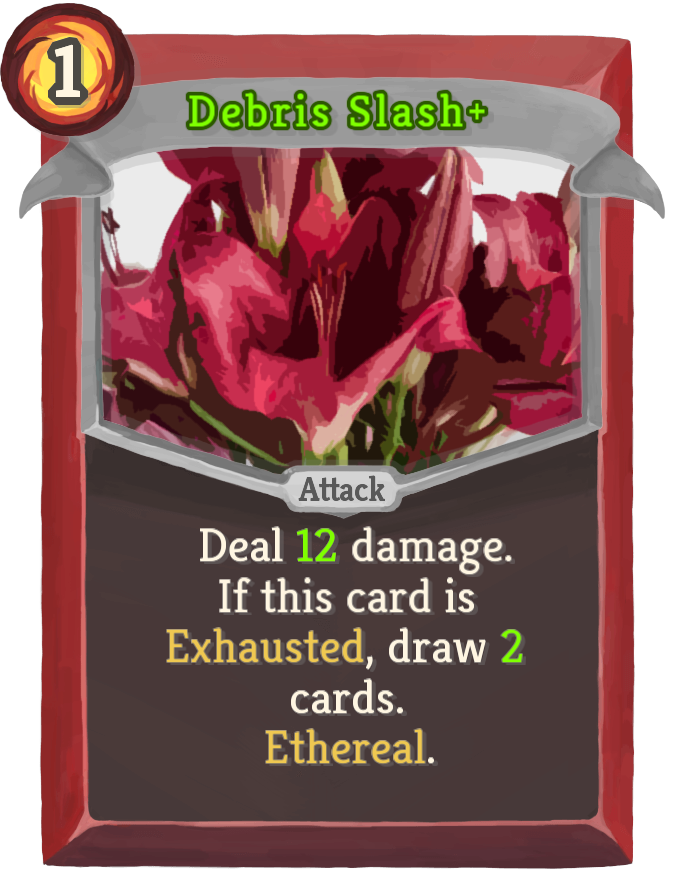 1
Debris Slash+
Attack
Deal 12 damage.
If this card is
Exhausted, draw 2
cards.
Ethereal.